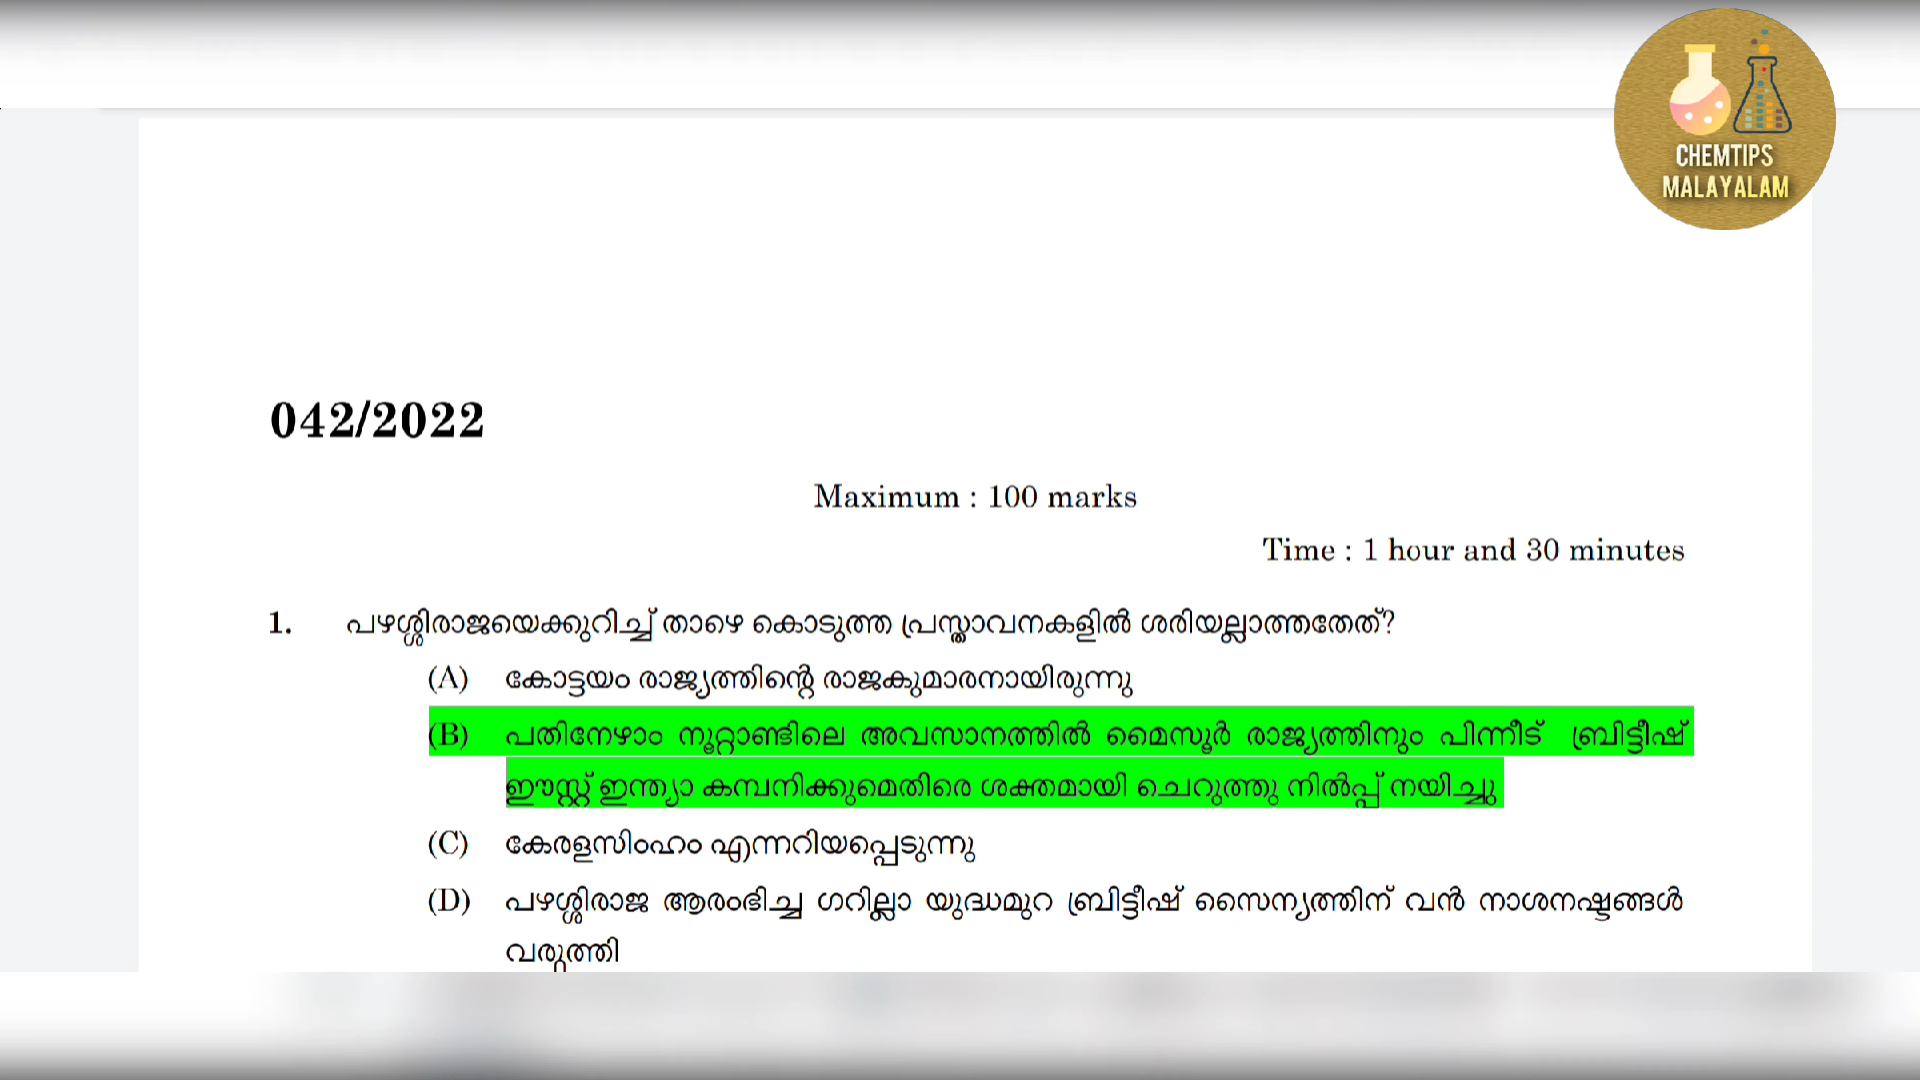 CHEMTIPS
MALAYALAM
042/2022
Maximum : 100 marks
Time : 1 hour and 30 minutes
1. പഴശ്ശിരാജയെക്കുറിച്ച് താഴെ കൊടുത്ത പ്രസ്താവനകളിൽ ശരിയല്ലാത്തതേത്?
(A) കോട്ടയം രാജ്യത്തിന്റെ രാജകുമാരനായിരുന്നു
(B) പതിനേഴാം നൂറ്റാണ്ടിലെ അവസാനത്തിൽ മൈസൂർ രാജ്യത്തിനും പിന്നീട് ബ്രിട്ടീഷ്
ഈസ്റ്റ് ഇന്ത്യാ കമ്പനിക്കുമെതിരെ ശക്തമായി ചെറുത്തു നിൽപ്പ് നയിച്ചു
(C) കേരളസിംഹം എന്നറിയപ്പെടുന്നു
(D) പഴശ്ശിരാജ ആരംഭിച്ച ഗറില്ലാ യുദ്ധമുറ ബ്രിട്ടീഷ് സൈന്യത്തിന് വൻ നാശനഷ്ടങ്ങൾ
വരുത്തി